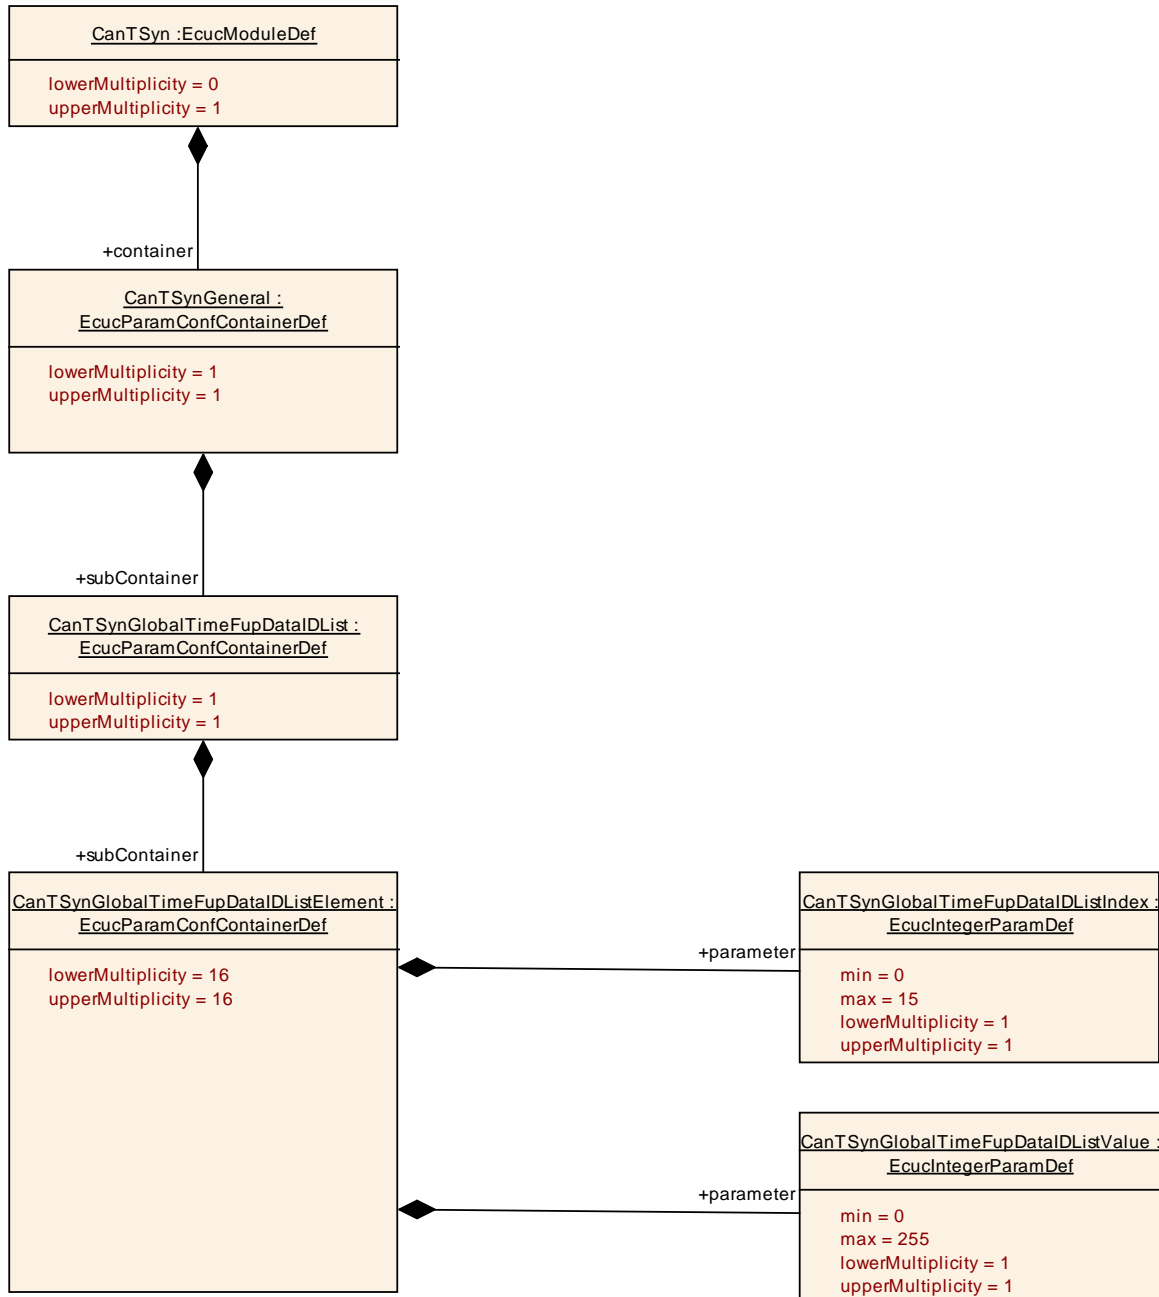 CanTSyn :EcucModuleDef
lowerMultiplicity = 0
upperMultiplicity = 1
+container
CanTSynGeneral :
EcucParamConfContainerDef
lowerMultiplicity = 1
upperMultiplicity = 1
+subContainer
CanTSynGlobalTimeFupDataIDList :
EcucParamConfContainerDef
lowerMultiplicity = 1
upperMultiplicity = 1
+subContainer
CanTSynGlobalTimeFupDataIDListElement :
EcucParamConfContainerDef
lowerMultiplicity = 16
upperMultiplicity = 16
+parameter
CanTSynGlobalTimeFupDataIDListIndex :
EcucIntegerParamDef
min = 0
max = 15
lowerMultiplicity = 1
upperMultiplicity = 1
+parameter
CanTSynGlobalTimeFupDataIDListValue :
EcucIntegerParamDef
min = 0
max = 255
lowerMultiplicity = 1
upperMultiplicity = 1